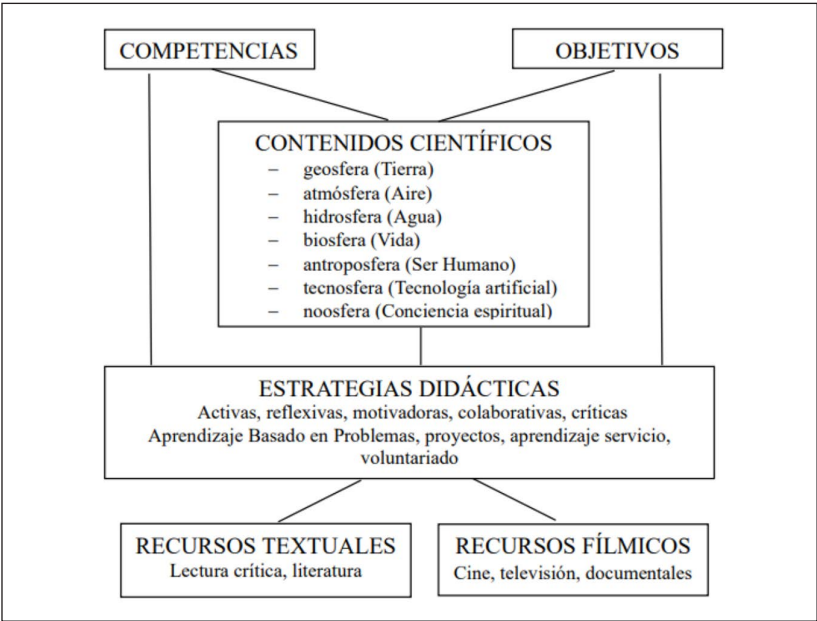 COMPETENCIAS
OBJETIVOS
CONTENIDOS CIENTÍFICOS
– geosfera (Tierra)
– atmósfera (Aire)
– hidrosfera (Agua)
– biosfera (Vida)
– antroposfera (Ser Humano)
– tecnosfera (Tecnología artificial)
– noosfera (Conciencia espiritual)
ESTRATEGIAS DIDÁCTICAS
Activas, reflexivas, motivadoras, colaborativas, críticas
Aprendizaje Basado en Problemas, proyectos, aprendizaje servicio,
voluntariado
RECURSOS TEXTUALES
Lectura crítica, literatura
RECURSOS FÍLMICOS
Cine, televisión, documentales